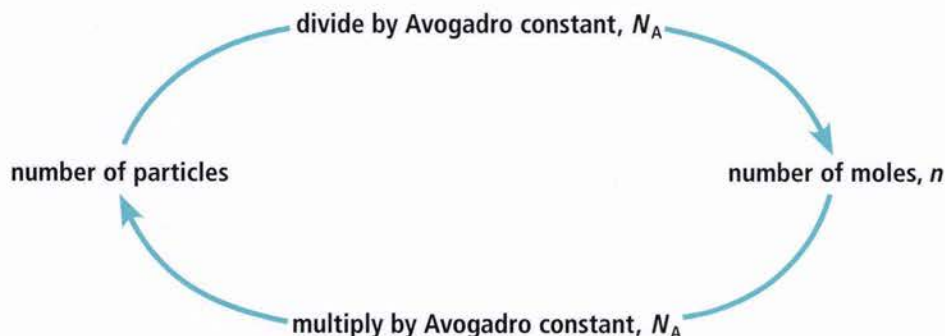 divide by Avogadro constant, NA
number of particles
number of moles, n
multiply by Avogadro constant, NA